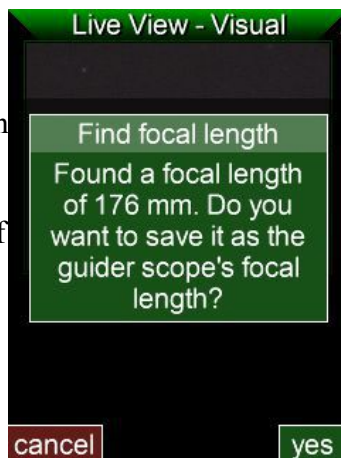 Live View - Visual
n
Find focal length
Found a focal length
of 176 mm. Do you
want to save it as the
f
guider scope's focal
length?
cancel
yes